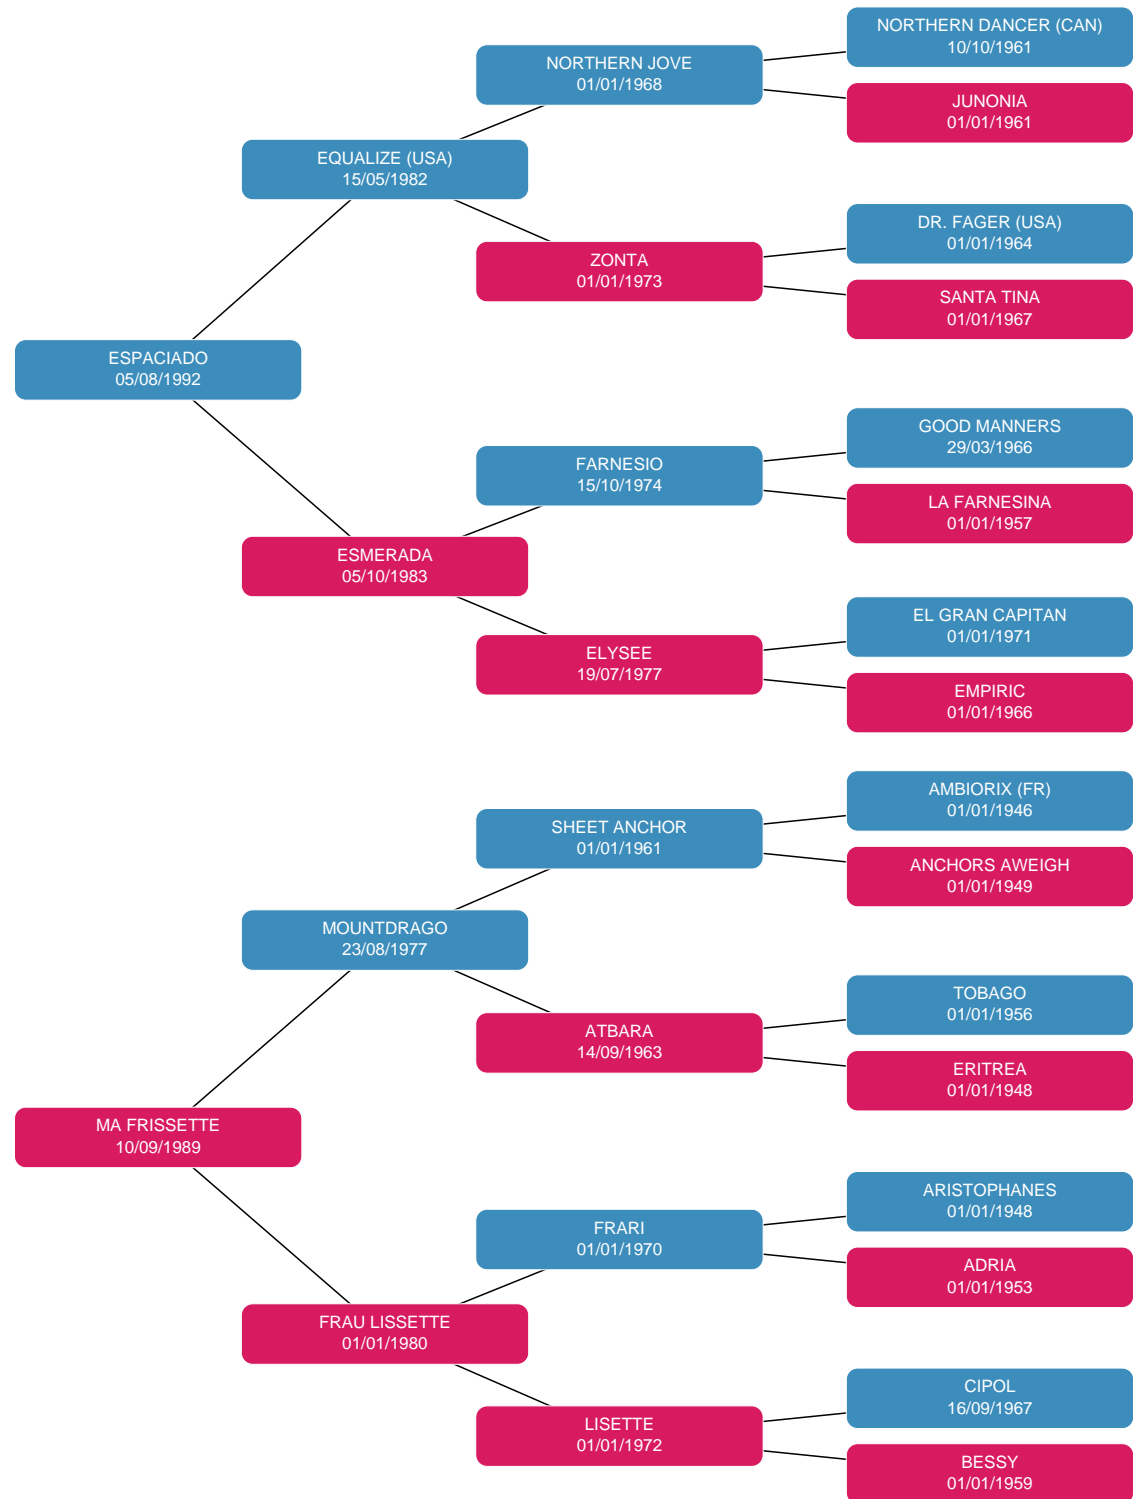 NORTHERN DANCER (CAN)
10/10/1961
NORTHERN JOVE
01/01/1968
JUNONIA
01/01/1961
EQUALIZE (USA)
15/05/1982
DR. FAGER (USA)
01/01/1964
ZONTA
01/01/1973
SANTA TINA
01/01/1967
ESPACIADO
05/08/1992
GOOD MANNERS
29/03/1966
FARNESIO
15/10/1974
LA FARNESINA
01/01/1957
ESMERADA
05/10/1983
EL GRAN CAPITAN
01/01/1971
ELYSEE
19/07/1977
EMPIRIC
01/01/1966
AMBIORIX (FR)
01/01/1946
SHEET ANCHOR
01/01/1961
ANCHORS AWEIGH
01/01/1949
MOUNTDRAGO
23/08/1977
TOBAGO
01/01/1956
ATBARA
14/09/1963
ERITREA
01/01/1948
MA FRISSETTE
10/09/1989
ARISTOPHANES
01/01/1948
FRARI
01/01/1970
ADRIA
01/01/1953
FRAU LISSETTE
01/01/1980
CIPOL
16/09/1967
LISETTE
01/01/1972
BESSY
01/01/1959